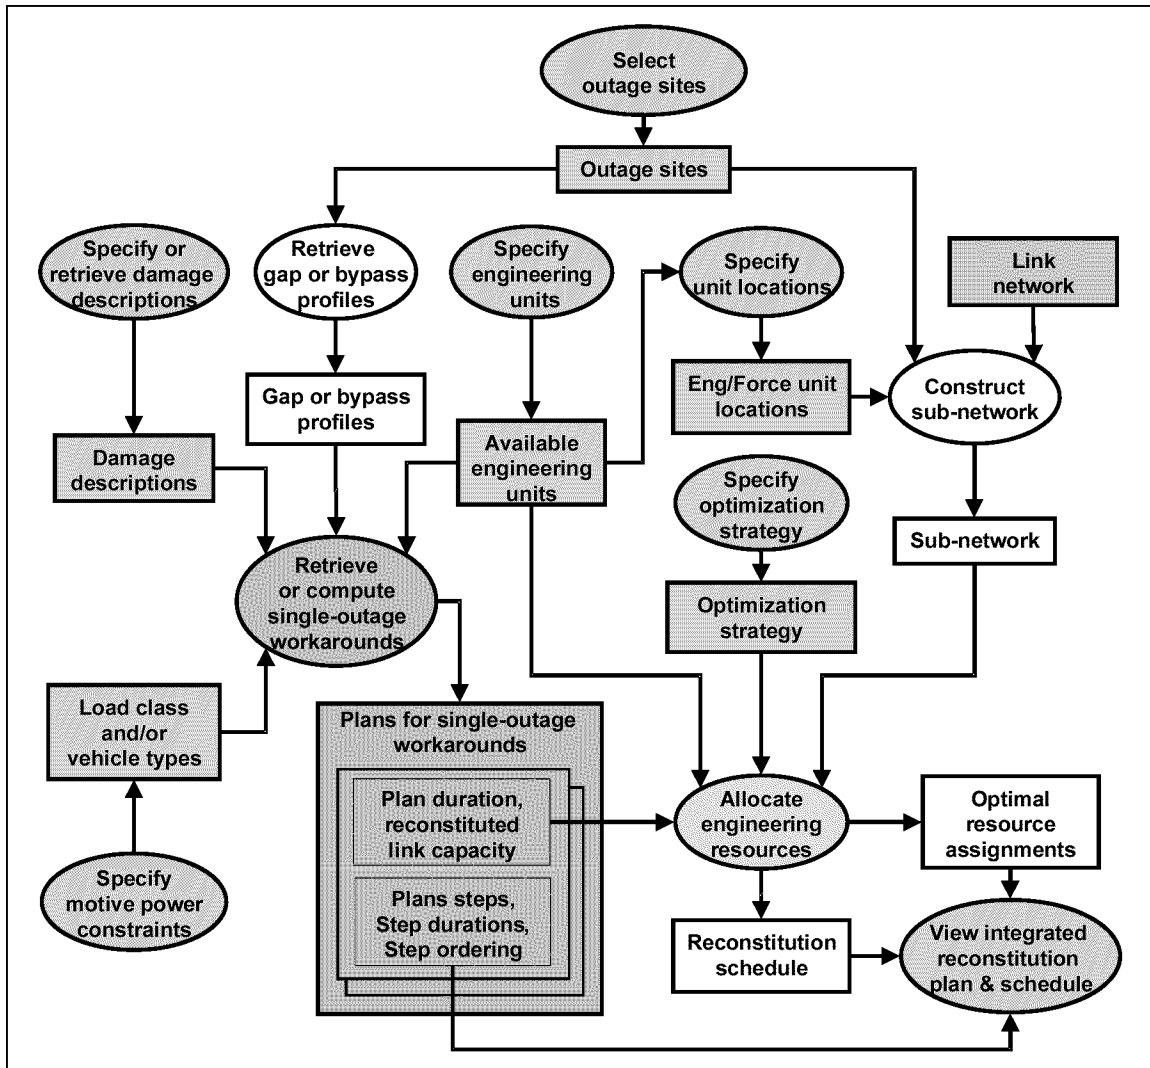 Select
outage sites
Outage sites
Specify or
retrieve damage
descriptions
Retrieve
gap or bypass
profiles
Specify
engineering
units
Specify
unit locations
Link
network
Gap or bypass
profiles
Eng/Force unit
locations
Construct
sub-network
Damage
descriptions
Available
engineering
units
Specify
optimization
strategy
Sub-network
Retrieve
or compute
single-outage
workarounds
Optimization
strategy
Load class
and/or
vehicle types
Plans for single-outage
workarounds
Plan duration,
reconstituted
link capacity
Allocate
engineering
resources
Optimal
resource
assignments
Specify
motive power
constraints
Plans steps,
Step durations,
Step ordering
Reconstitution
schedule
View integrated
reconstitution
plan & schedule